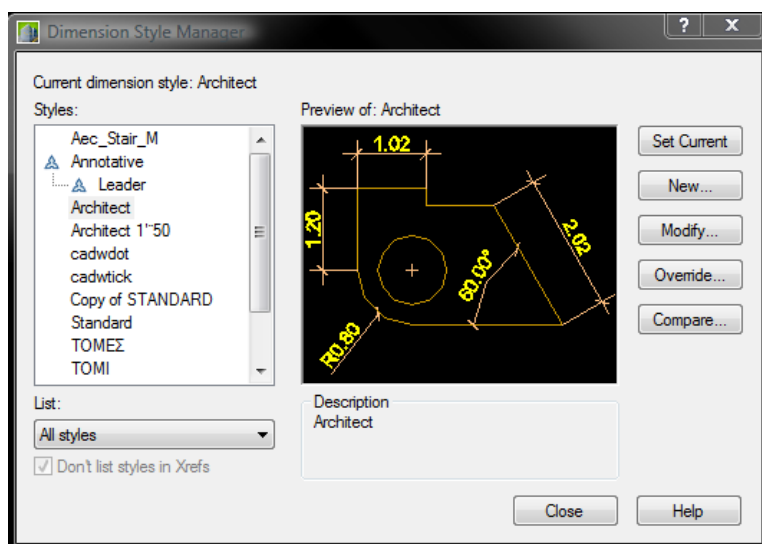 Dimension Style Manager
? X
Current dimension style: Architect
Styles:
Aec_Stair_M
Annotative
Leader
Architect
Architect 1"50
cadwdot
cadwtick
Copy of STANDARD
Standard
ΤΟΜΕΣ
TOMI
List:
All styles
Don't list styles in Xrefs
Preview of: Architect
1.02
1.20
2.02
60.00°
R0.80
Description
Architect
Set Current
New...
Modify...
Override...
Compare...
Close
Help